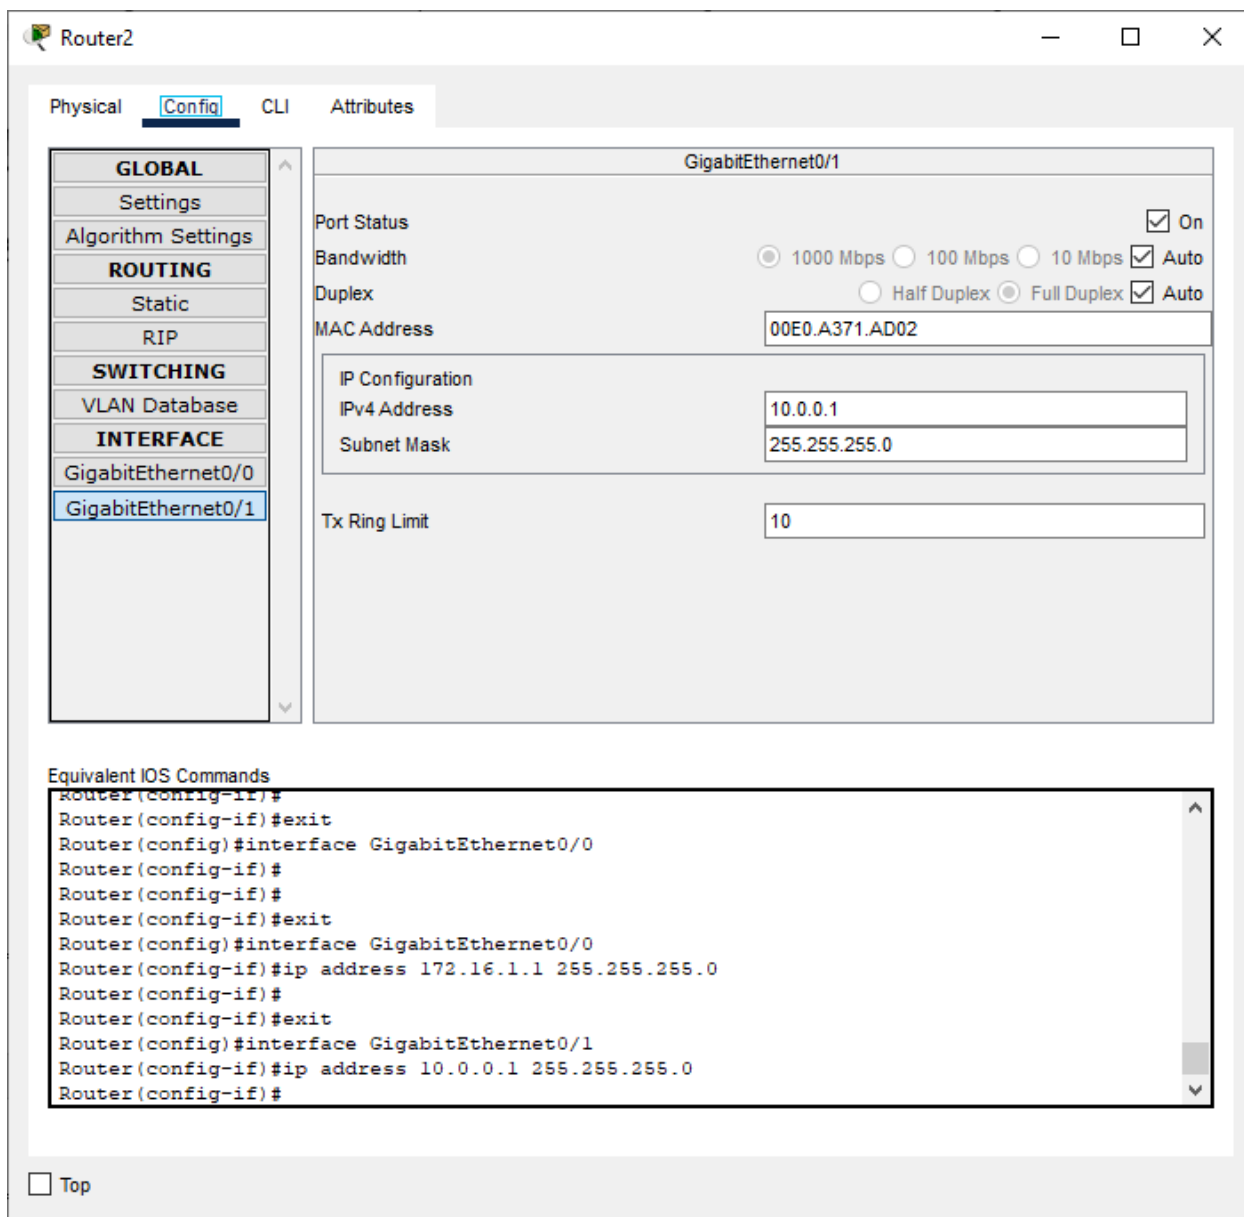 Router2
Physical Config CLI Attributes
GLOBAL
Settings
Algorithm Settings
ROUTING
Static
RIP
SWITCHING
VLAN Database
INTERFACE
GigabitEthernet0/0
GigabitEthernet0/1
GigabitEthernet0/1
Port Status On
Bandwidth 1000 Mbps 100 Mbps 10 Mbps Auto
Duplex Half Duplex Full Duplex Auto
MAC Address 00E0.A371.AD02
IP Configuration
IPv4 Address 10.0.0.1
Subnet Mask 255.255.255.0
Tx Ring Limit 10
Equivalent IOS Commands
Router(config-if)#
Router(config-if)#exit
Router(config)#interface GigabitEthernet0/0
Router(config-if)#
Router(config-if)#
Router(config-if)#exit
Router(config)#interface GigabitEthernet0/0
Router(config-if)#ip address 172.16.1.1 255.255.255.0
Router(config-if)#
Router(config-if)#exit
Router(config)#interface GigabitEthernet0/1
Router(config-if)#ip address 10.0.0.1 255.255.255.0
Router(config-if)#
Top